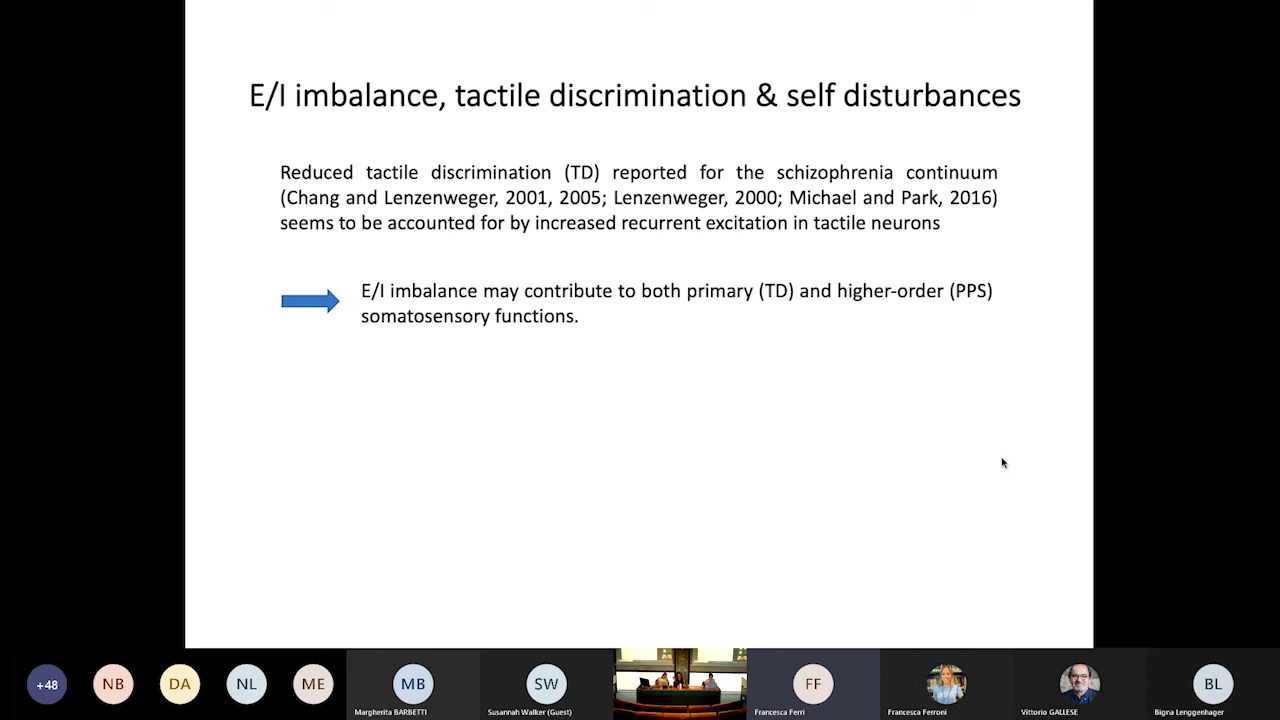 E/I imbalance, tactile discrimination & self disturbances
Reduced tactile discrimination (TD) reported for the schizophrenia continuum
(Chang and Lenzenweger, 2001, 2005; Lenzenweger, 2000; Michael and Park, 2016)
seems to be accounted for by increased recurrent excitation in tactile neurons
E/I imbalance may contribute to both primary (TD) and higher-order (PPS)
somatosensory functions.
+48
NB
DA
NL
ME
MB
SW
FF
BL
Margherita BARBETTI
Susannah Walker (Guest)
Francesca Ferri
Francesca Ferroni
Vittorio GALLESE
Bigna Lenggenhager